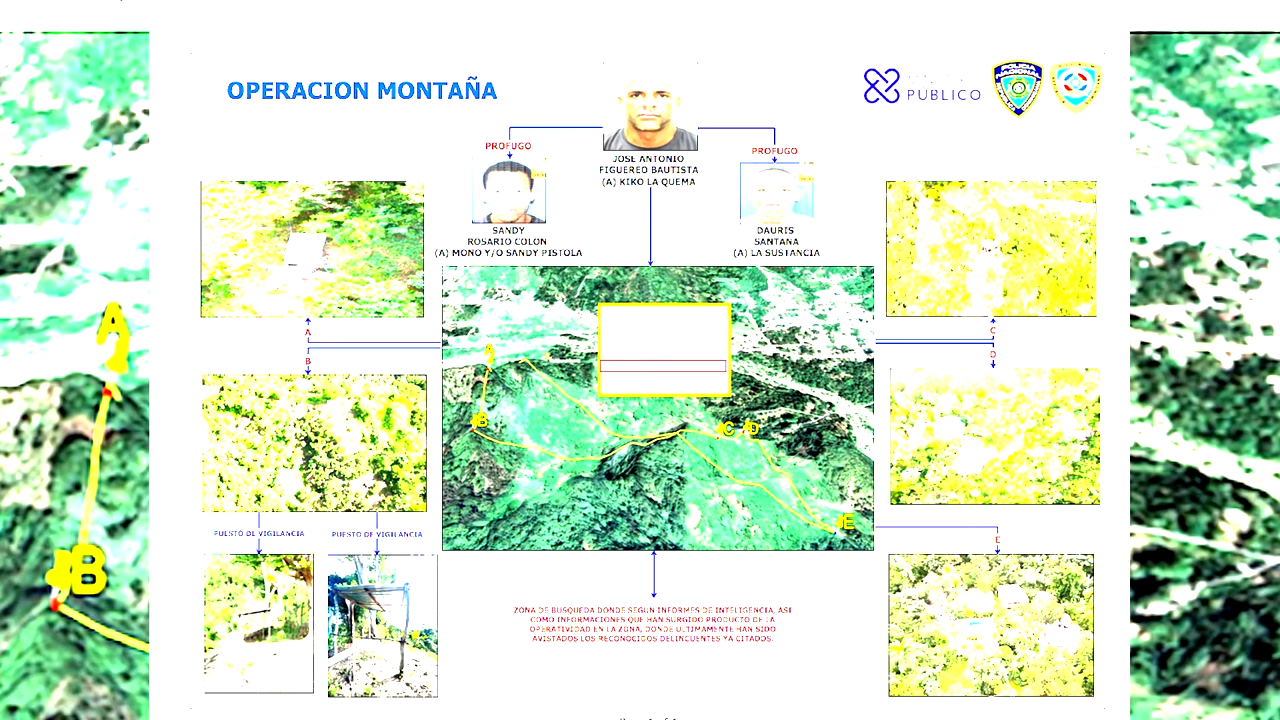 OPERACION MONTAÑA
PUBLICO
POLICIA
NACIONAL
PROFUGO
PROFUGO
JOSE ANTONIO
FIGUEREO BAUTISTA
(A) KIKO LA QUEMA
SANDY
ROSARIO COLON
(A) MONO Y/O SANDY PISTOLA
DAURIS
SANTANA
(A) LA SUSTANCIA
A
B
C
D
A
B
C
D
E
A
B
PUESTO DE VIGILANCIA
PUESTO DE VIGILANCIA
E
ZONA DE BUSQUEDA DONDE SEGUN INFORMES DE INTELIGENCIA, ASI
COMO INFORMACIONES QUE HAN SURGIDO PRODUCTO DE LA
OPERATIVIDAD EN LA ZONA, DONDE ULTIMAMENTE HAN SIDO
AVISTADOS LOS RECONOCIDOS DELINCUENTES YA CITADOS.